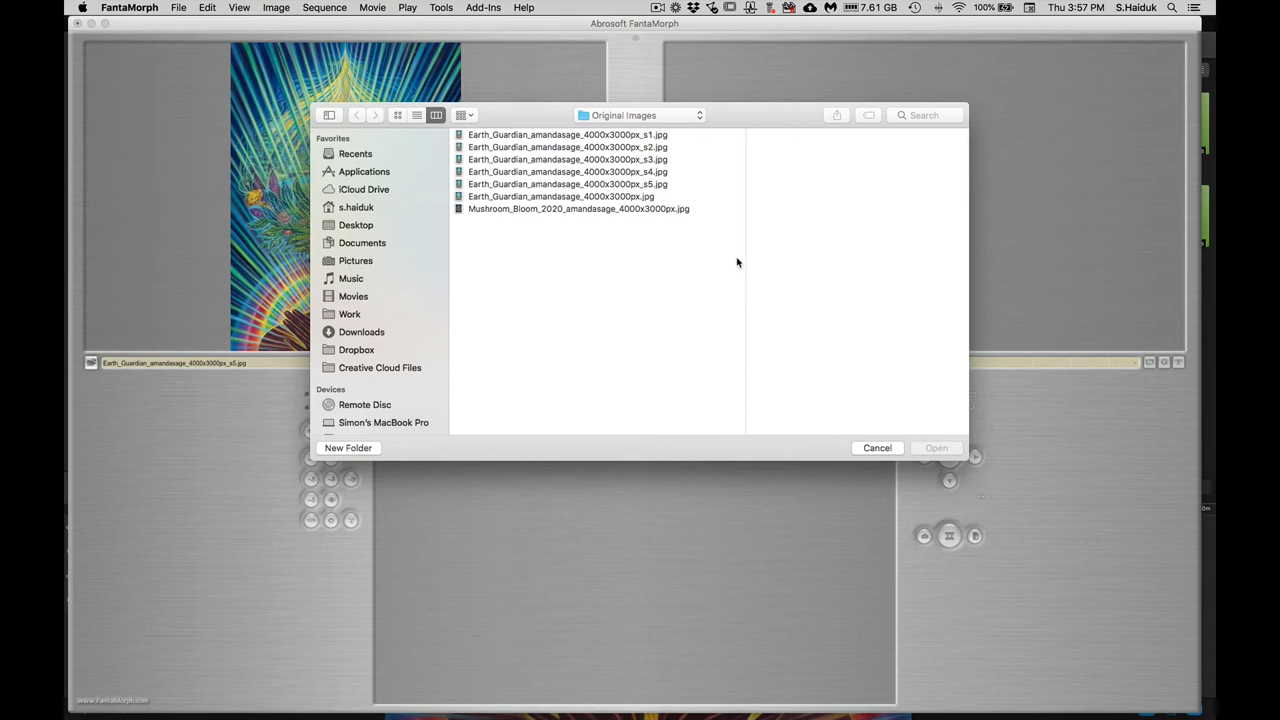 FantaMorph File Edit View Image Sequence Movie Play Tools Add-Ins Help 7.61 GB 100% Thu 3:57 PM S.Haiduk
Abrosoft FantaMorph
Original Images
Search
Favorites
Recents
Applications
iCloud Drive
s.haiduk
Desktop
Documents
Pictures
Music
Movies
Work
Downloads
Dropbox
Creative Cloud Files
Devices
Remote Disc
Simon's MacBook Pro
Earth_Guardian_amandasage_4000x3000px_s1.jpg
Earth_Guardian_amandasage_4000x3000px_s2.jpg
Earth_Guardian_amandasage_4000x3000px_s3.jpg
Earth_Guardian_amandasage_4000x3000px_s4.jpg
Earth_Guardian_amandasage_4000x3000px_s5.jpg
Earth_Guardian_amandasage_4000x3000px.jpg
Mushroom_Bloom_2020_amandasage_4000x3000px.jpg
New Folder Cancel Open
Earth_Guardian_amandasage_4000x3000px_s5.jpg
www.FantaMorph.com